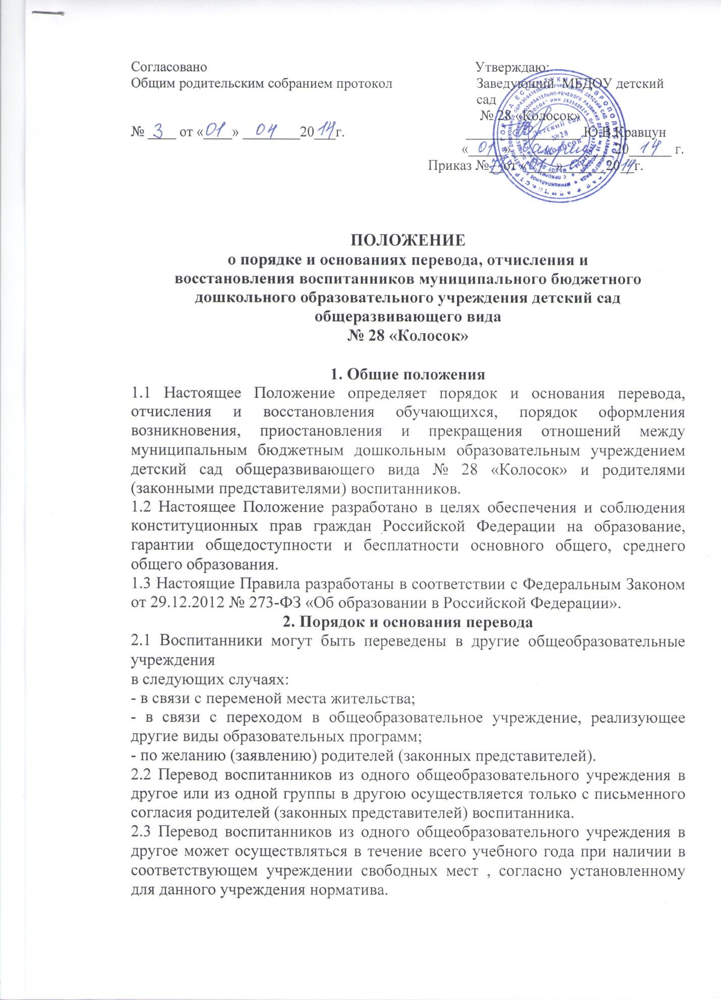 Согласовано
Общим родительским собранием протокол
№ 3 от «01» 04 2014г.
Утверждаю:
Заведующий МБДОУ детский
сад
№ 28 «Колосок»
Ю.В.Кравцун
«01» апреля 2014 г.
Приказ №73 от «01» 04 2014г.
Детский сад
№28
"Колосок"
ПОЛОЖЕНИЕ
о порядке и основаниях перевода, отчисления и
восстановления воспитанников муниципального бюджетного
дошкольного образовательного учреждения детский сад
общеразвивающего вида
№ 28 «Колосок»
1. Общие положения
1.1 Настоящее Положение определяет порядок и основания перевода,
отчисления и восстановления обучающихся, порядок оформления
возникновения, приостановления и прекращения отношений между
муниципальным бюджетным дошкольным образовательным учреждением
детский сад общеразвивающего вида № 28 «Колосок» и родителями
(законными представителями) воспитанников.
1.2 Настоящее Положение разработано в целях обеспечения и соблюдения
конституционных прав граждан Российской Федерации на образование,
гарантии общедоступности и бесплатности основного общего, среднего
общего образования.
1.3 Настоящие Правила разработаны в соответствии с Федеральным Законом
от 29.12.2012 № 273-ФЗ «Об образовании в Российской Федерации».
2. Порядок и основания перевода
2.1 Воспитанники могут быть переведены в другие общеобразовательные
учреждения
в следующих случаях:
- в связи с переменой места жительства;
- в связи с переходом в общеобразовательное учреждение, реализующее
другие виды образовательных программ;
- по желанию (заявлению) родителей (законных представителей).
2.2 Перевод воспитанников из одного общеобразовательного учреждения в
другое или из одной группы в другою осуществляется только с письменного
согласия родителей (законных представителей) воспитанника.
2.3 Перевод воспитанников из одного общеобразовательного учреждения в
другое может осуществляться в течение всего учебного года при наличии в
соответствующем учреждении свободных мест , согласно установленному
для данного учреждения норматива.